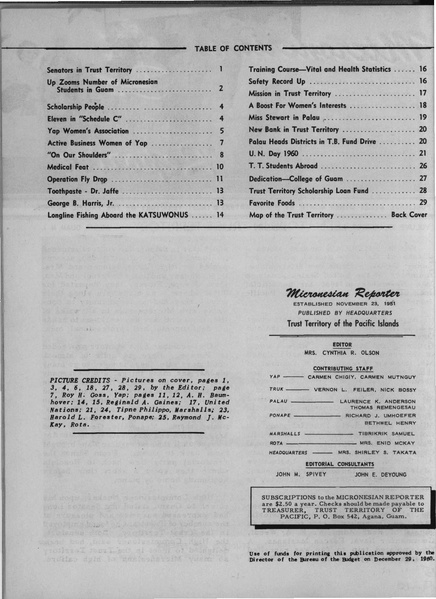 TABLE OF CONTENTS
Senators in Trust Territory .................. 1
Up Zooms Number of Micronesian
Students in Guam .................. 2
Scholarship People .................. 4
Eleven in "Schedule C" .................. 4
Yap Women's Association .................. 5
Active Business Women of Yap .................. 7
"On Our Shoulders" .................. 8
Medical Feat .................. 10
Operation Fly Drop .................. 11
Toothpaste - Dr. Jaffe .................. 13
George B. Harris, Jr. .................. 13
Longline Fishing Aboard the KATSUWONUS ...... 14
Training Course—Vital and Health Statistics ...... 16
Safety Record Up .................. 16
Mission in Trust Territory .................. 17
A Boost For Women's Interests .................. 18
Miss Stewart in Palau .................. 19
New Bank in Trust Territory .................. 20
Palau Heads Districts in T.B. Fund Drive ...... 20
U. N. Day 1960 .................. 21
T. T. Students Abroad .................. 26
Dedication—College of Guam .................. 27
Trust Territory Scholarship Loan Fund ...... 28
Favorite Foods .................. 29
Map of the Trust Territory .................. Back Cover
Micronesian Reporter
ESTABLISHED NOVEMBER 23, 1951
PUBLISHED BY HEADQUARTERS
Trust Territory of the Pacific Islands
EDITOR
MRS. CYNTHIA R. OLSON
CONTRIBUTING STAFF
YAP — CARMEN CHIGIY, CARMEN MUTNGUY
TRUK — VERNON L. FEILER, NICK BOSSY
PALAU — LAURENCE K. ANDERSON
THOMAS REMENGESAU
PONAPE — RICHARD J. UMHOEFER
BETHWEL HENRY
MARSHALLS — TIBRIKRIK SAMUEL
ROTA — MRS. ENID MCKAY
HEADQUARTERS — MRS. SHIRLEY S. TAKATA
EDITORIAL CONSULTANTS
JOHN M. SPIVEY JOHN E. DEYOUNG
PICTURE CREDITS - Pictures on cover, pages 1,
3, 4, 6, 18, 27, 28, 29, by the Editor; page
7, Roy H. Goss, Yap; pages 11, 12, A. H. Baum-
hover; 14, 15, Reginald A. Gaines; 17, United
Nations; 21, 24, Tipne Philippo, Marshalls; 23,
Harold L. Forester, Ponape; 25, Raymond J. Mc-
Kay, Rota.
SUBSCRIPTIONS to the MICRONESIAN REPORTER
are $2.50 a year. Checks should be made payable to
TREASURER, TRUST TERRITORY OF THE
PACIFIC, P. O. Box 542, Agana, Guam.
Use of funds for printing this publication approved by the
Director of the Bureau of the Budget on December 29, 1960.